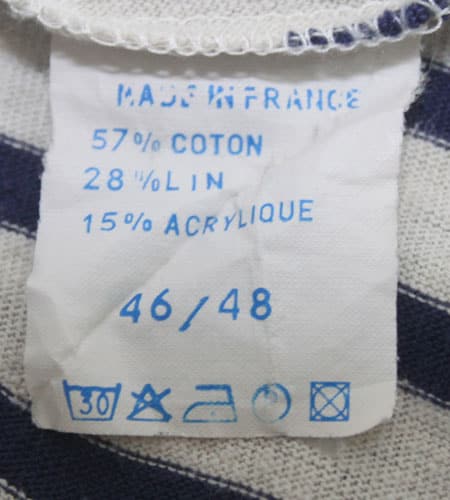 MADE IN FRANCE
57% COTON
28% LIN
15% ACRYLIQUE
46/48
30